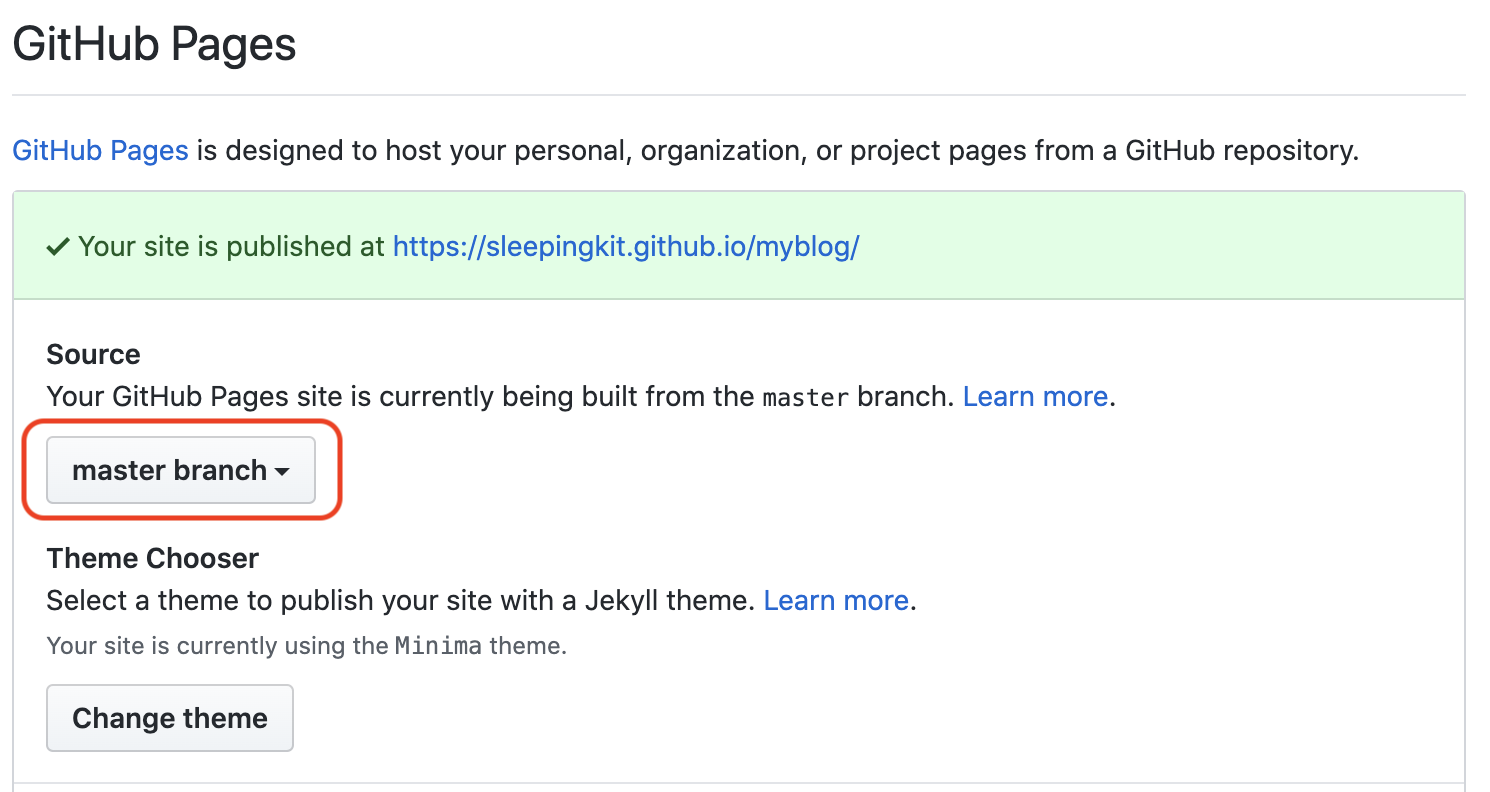 GitHub Pages
GitHub Pages is designed to host your personal, organization, or project pages from a GitHub repository.
Your site is published at https://sleepingkit.github.io/myblog/
Source
Your GitHub Pages site is currently being built from the master branch. Learn more.
master branch
Theme Chooser
Select a theme to publish your site with a Jekyll theme. Learn more.
Your site is currently using the Minima theme.
Change theme